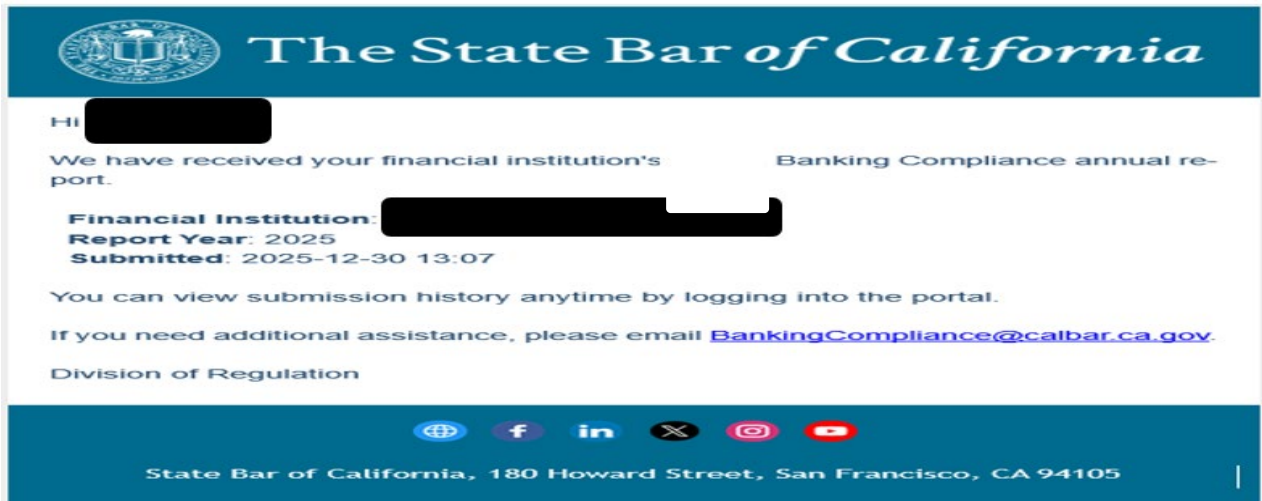 The State Bar of California
Hi
We have received your financial institution's Banking Compliance annual re-
port.
Financial Institution:
Report Year: 2025
Submitted: 2025-12-30 13:07
You can view submission history anytime by logging into the portal.
If you need additional assistance, please email BankingCompliance@calbar.ca.gov.
Division of Regulation
State Bar of California, 180 Howard Street, San Francisco, CA 94105